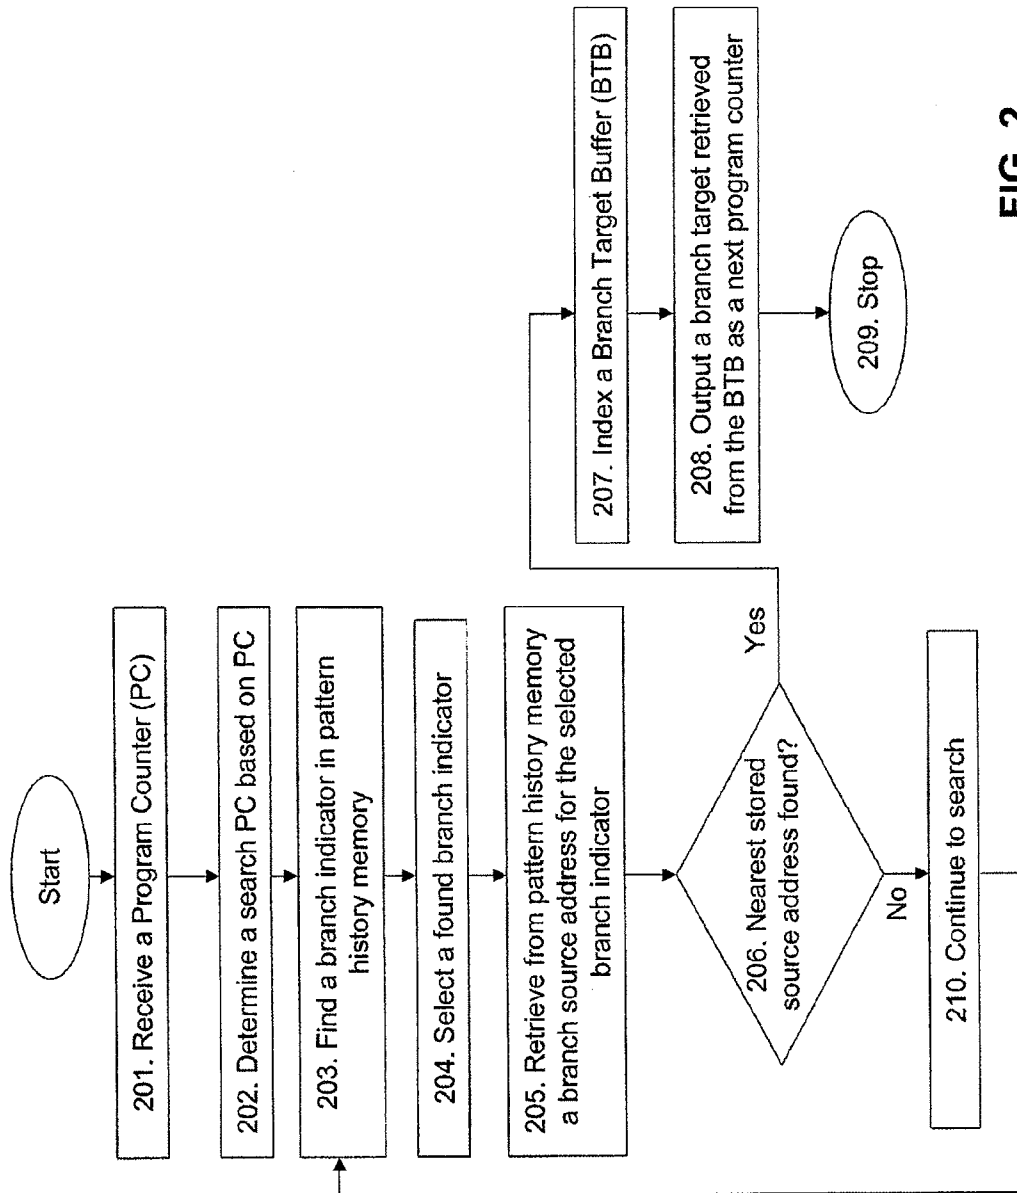 Start
201. Receive a Program Counter (PC)
202. Determine a search PC based on PC
203. Find a branch indicator in pattern
history memory
204. Select a found branch indicator
205. Retrieve from pattern history memory
a branch source address for the selected
branch indicator
206. Nearest stored
source address found?
Yes
No
210. Continue to search
207. Index a Branch Target Buffer (BTB)
208. Output a branch target retrieved
from the BTB as a next program counter
209. Stop
FIG. 2